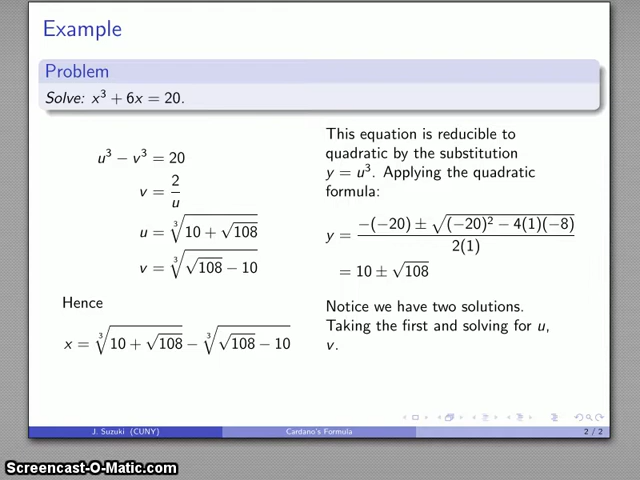 Example
Problem
Solve: x³ + 6x = 20.
u³ − v³ = 20
v = 2/u
u = ∛(10 + √108)
v = ∛(√108 − 10)
Hence
x = ∛(10 + √108) − ∛(√108 − 10)
This equation is reducible to
quadratic by the substitution
y = u³. Applying the quadratic
formula:
y = (−(−20) ± √((−20)² − 4(1)(−8)))/2(1)
= 10 ± √108
Notice we have two solutions.
Taking the first and solving for u,
v.
J. Suzuki (CUNY)
Cardano's Formula
2 / 2
Screencast-O-Matic.com